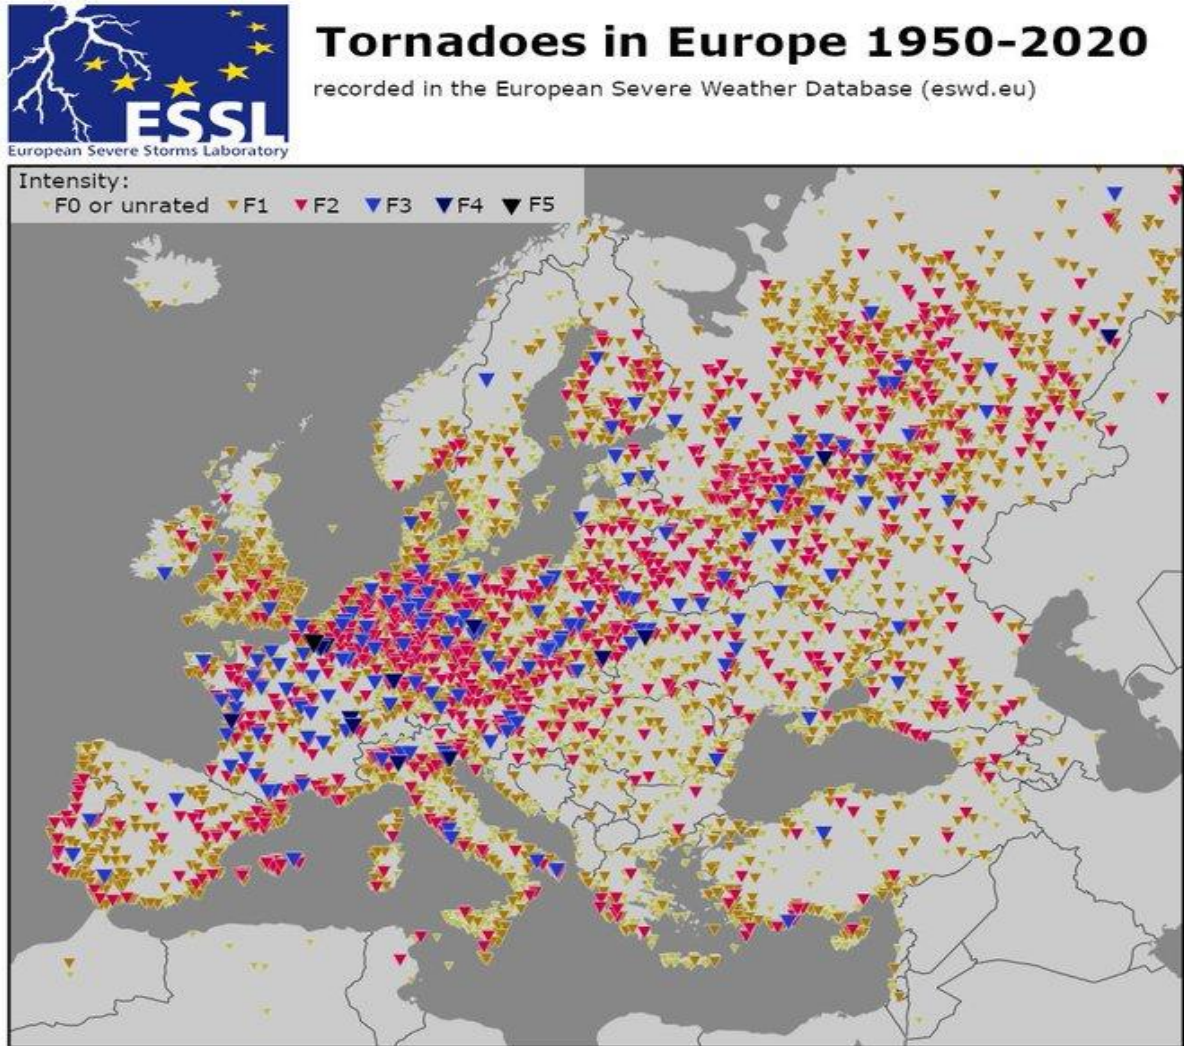 ESSL
European Severe Storms Laboratory
Tornadoes in Europe 1950-2020
recorded in the European Severe Weather Database (eswd.eu)
Intensity:
F0 or unrated F1 F2 F3 F4 F5